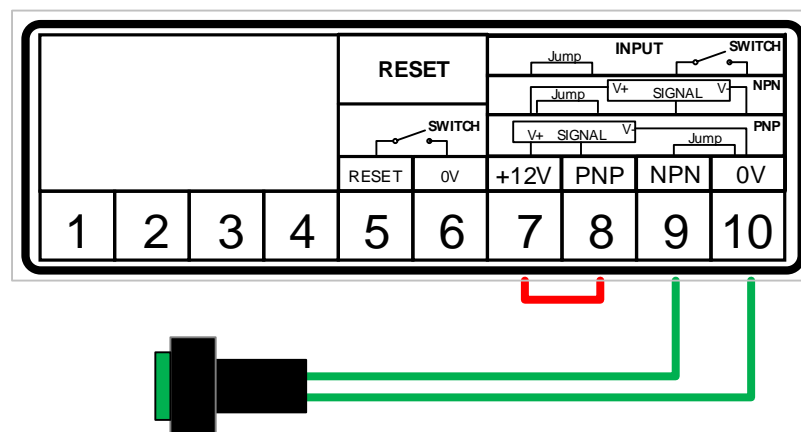 INPUT
Jump
SWITCH
RESET
Jump
V+
SIGNAL
V-
NPN
SWITCH
V+
SIGNAL
V-
Jump
PNP
RESET
0V
+12V
PNP
NPN
0V
1
2
3
4
5
6
7
8
9
10